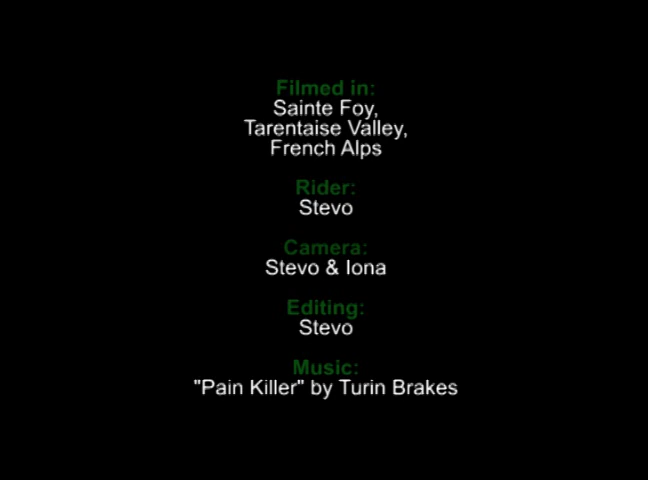 Filmed in:
Sainte Foy,
Tarentaise Valley,
French Alps
Rider:
Stevo
Camera:
Stevo & Iona
Editing:
Stevo
Music:
"Pain Killer" by Turin Brakes